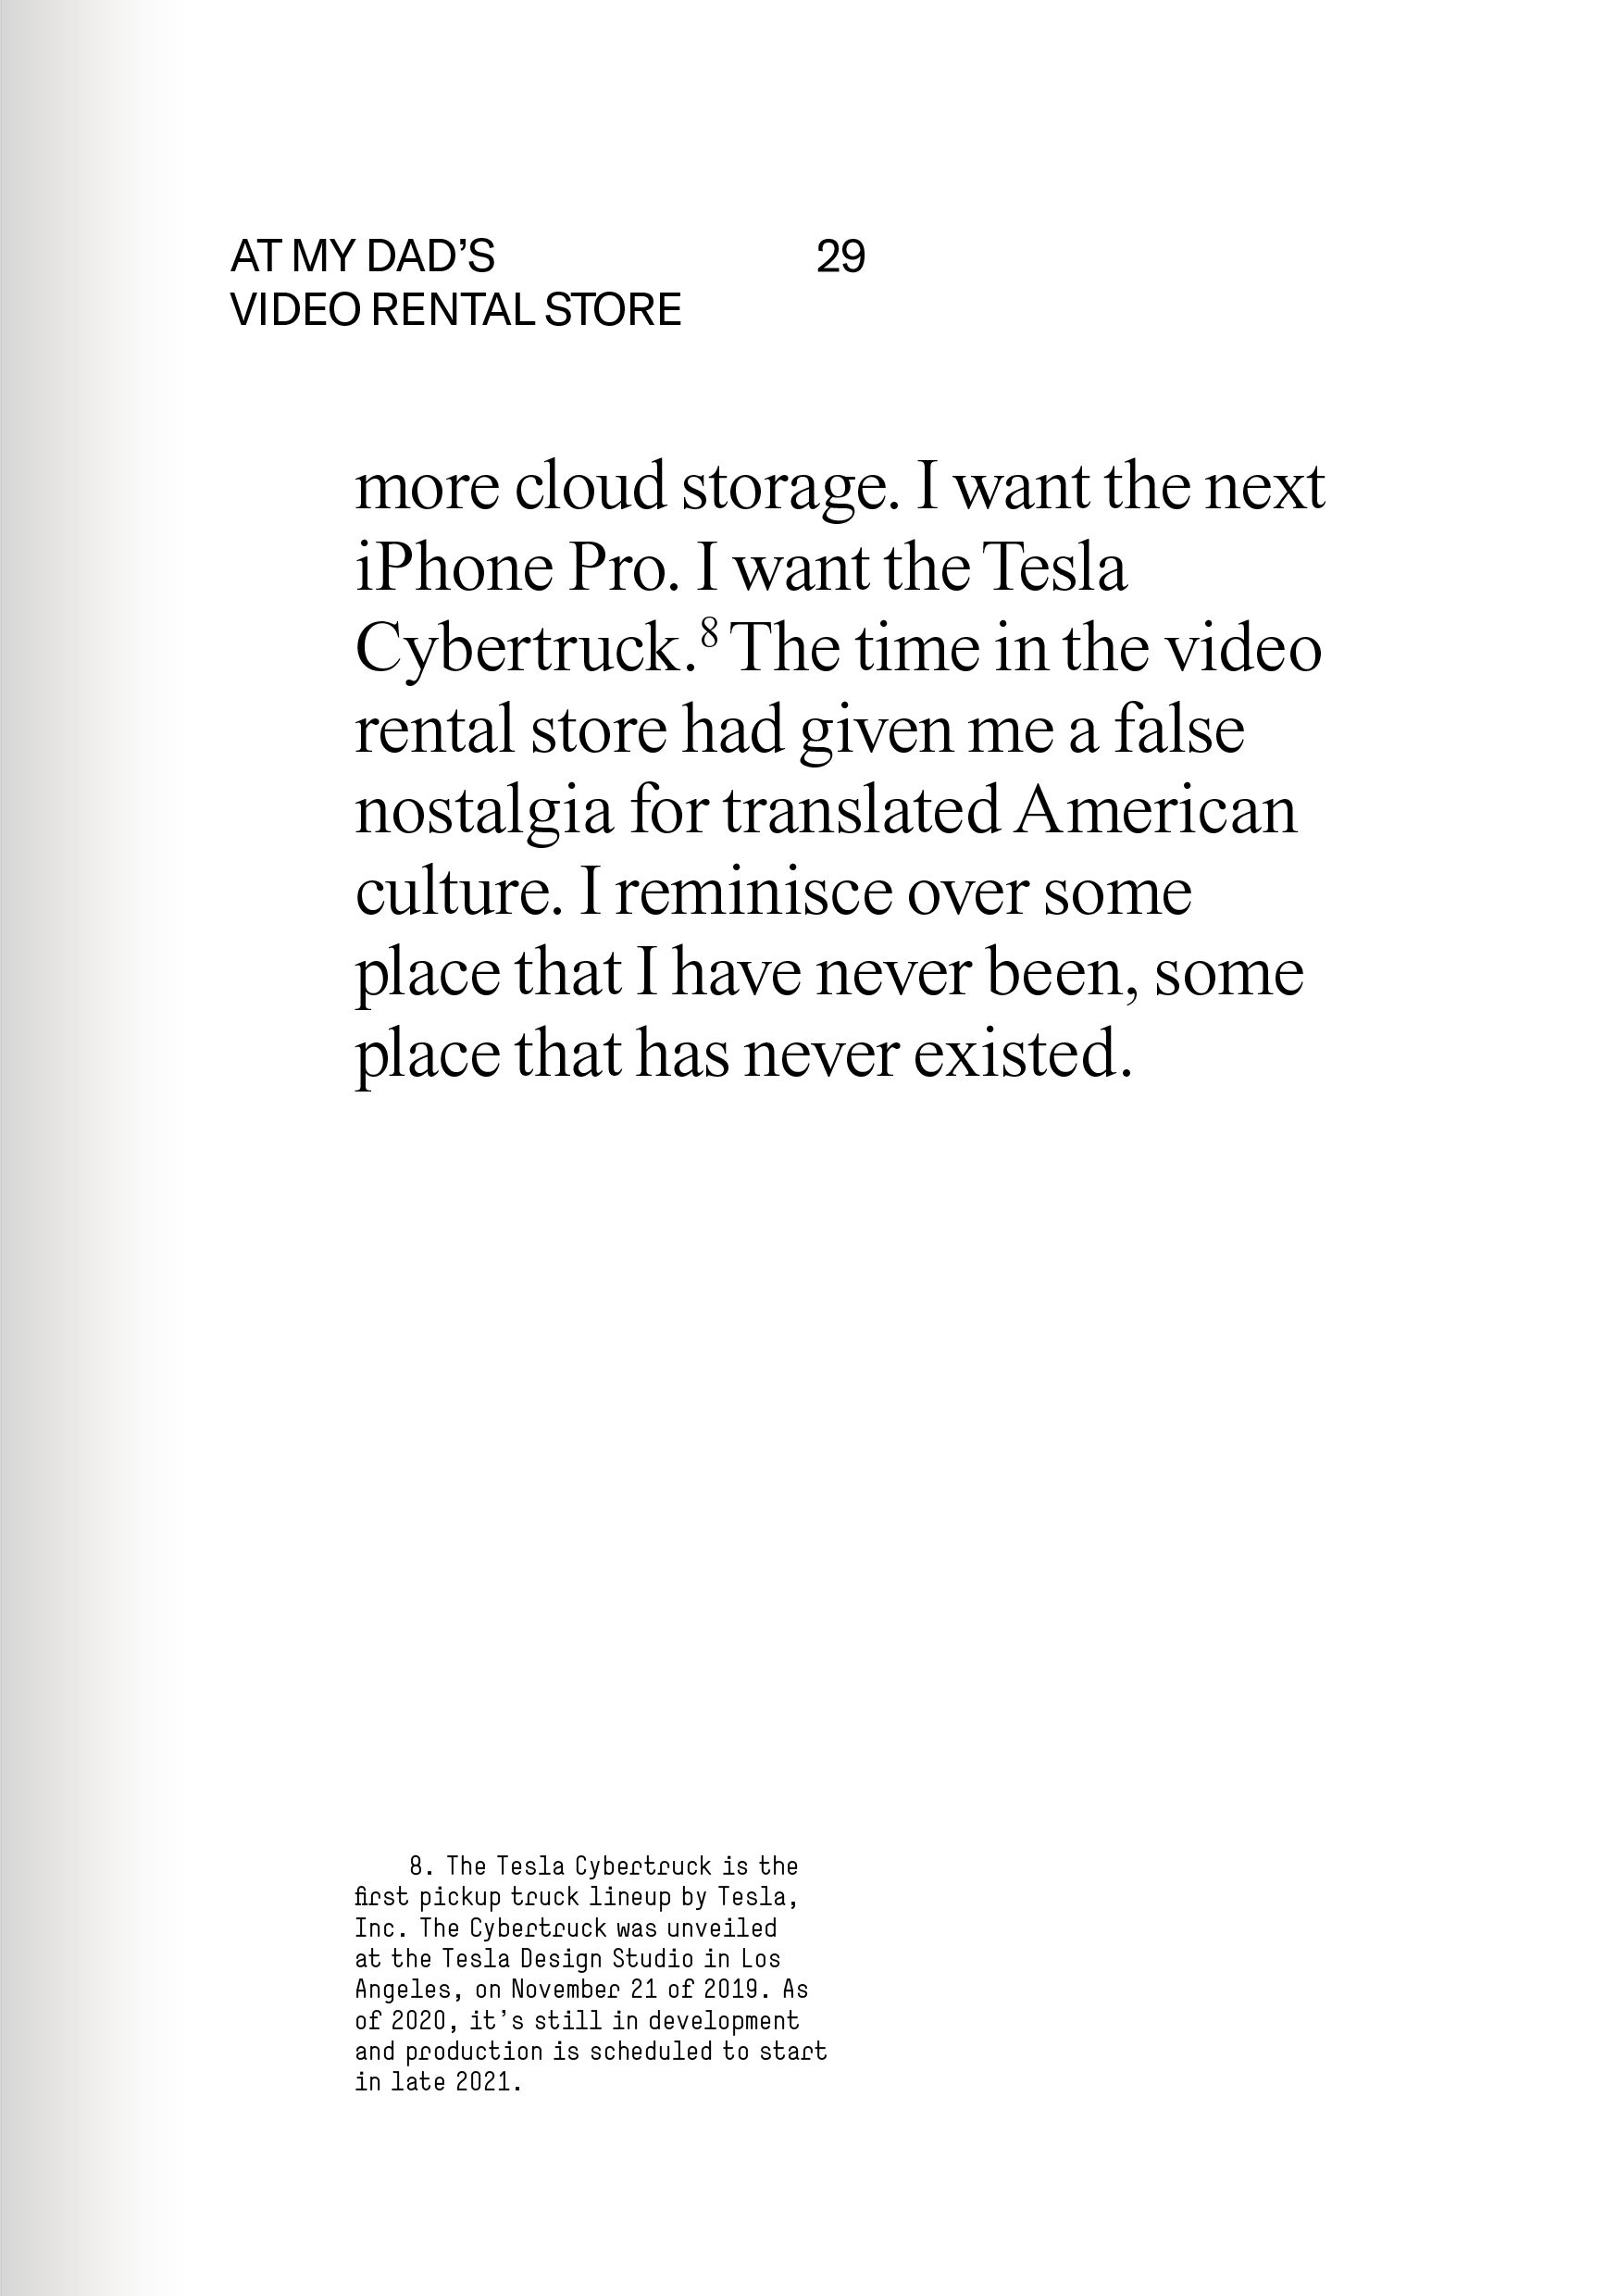 AT MY DAD’S
VIDEO RENTAL STORE
29
more cloud storage. I want the next
iPhone Pro. I want the Tesla
Cybertruck.⁸ The time in the video
rental store had given me a false
nostalgia for translated American
culture. I reminisce over some
place that I have never been, some
place that has never existed.
8. The Tesla Cybertruck is the
first pickup truck lineup by Tesla,
Inc. The Cybertruck was unveiled
at the Tesla Design Studio in Los
Angeles, on November 21 of 2019. As
of 2020, it’s still in development
and production is scheduled to start
in late 2021.